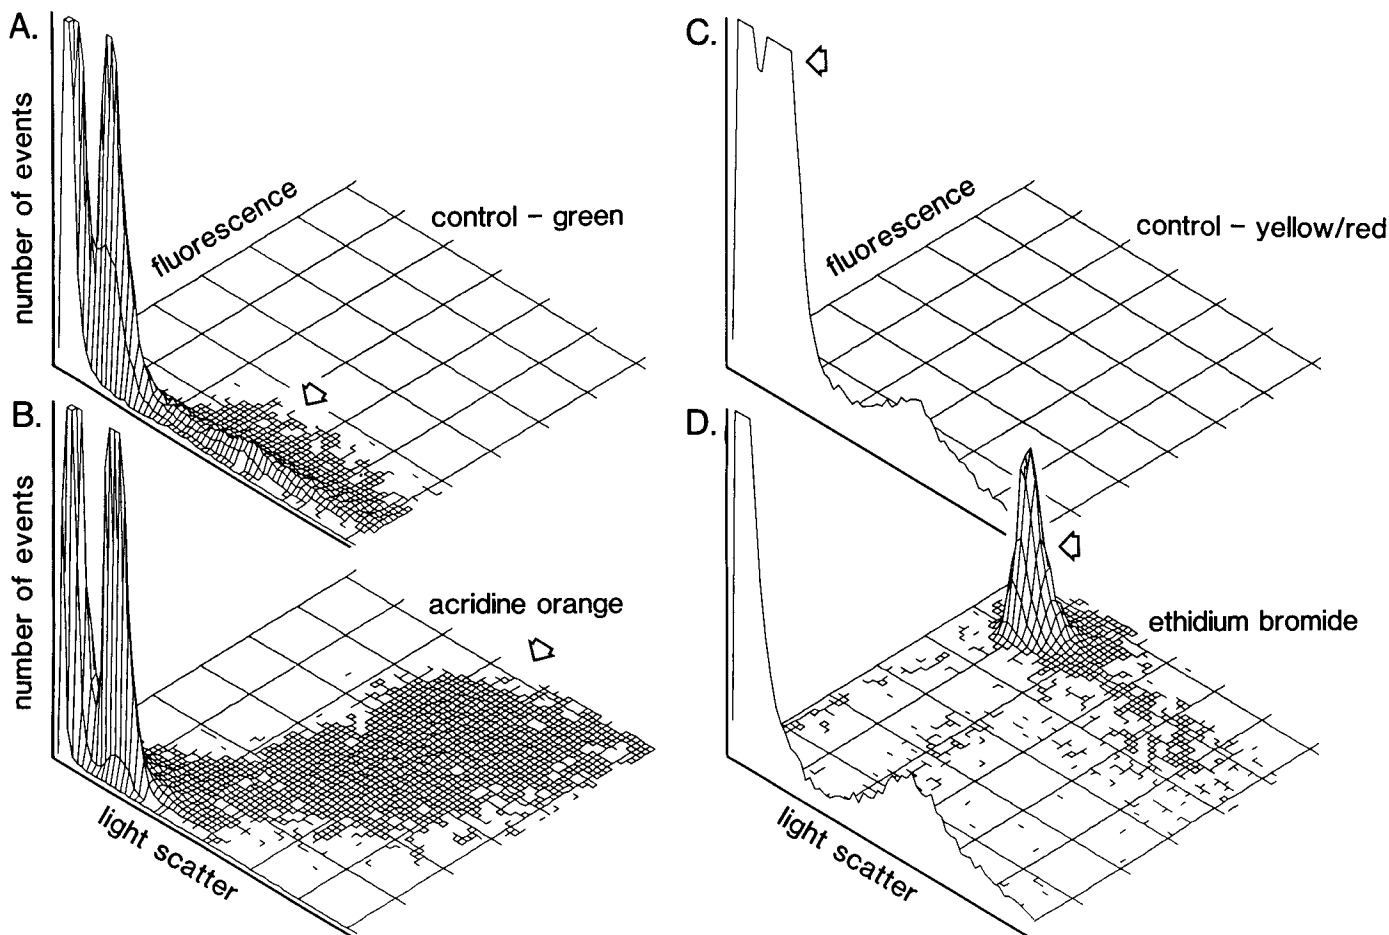 A.
number of events
fluorescence
control – green
C.
fluorescence
control – yellow/red
B.
number of events
acridine orange
light scatter
D.
ethidium bromide
light scatter